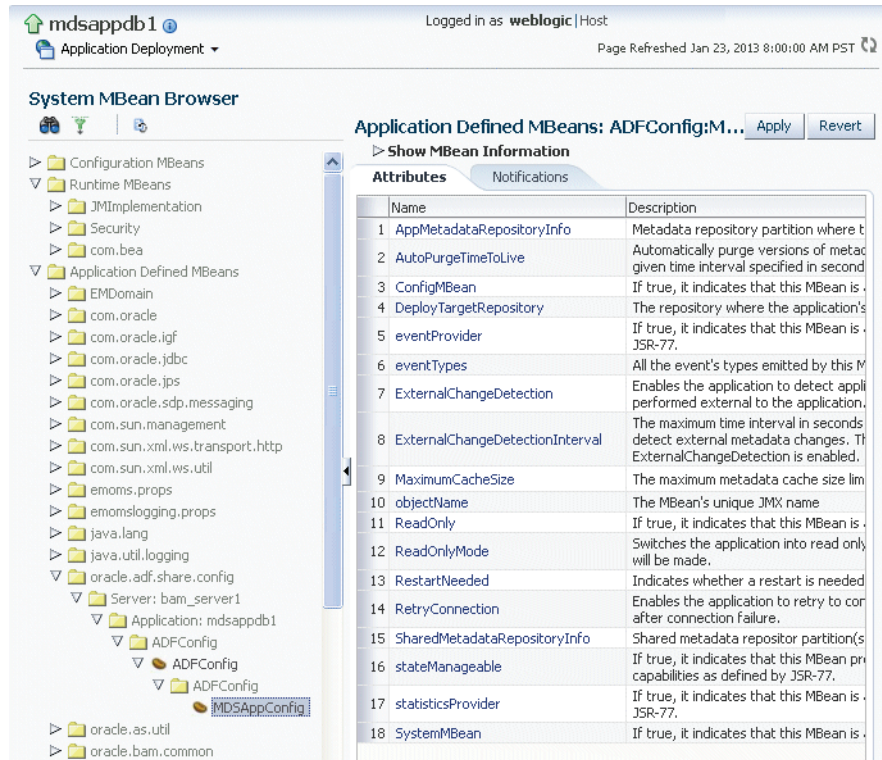 mdsappdb1
Logged in as weblogic|Host
Application Deployment
Page Refreshed Jan 23, 2013 8:00:00 AM PST
System MBean Browser
Configuration MBeans
Runtime MBeans
JMImplementation
Security
com.bea
Application Defined MBeans
EMDomain
com.oracle
com.oracle.igf
com.oracle.jdbc
com.oracle.jps
com.oracle.sdp.messaging
com.sun.management
com.sun.xml.ws.transport.http
com.sun.xml.ws.util
emoms.props
emomslogging.props
java.lang
java.util.logging
oracle.adf.share.config
Server: bam_server1
Application: mdsappdb1
ADFConfig
ADFConfig
ADFConfig
MDSAppConfig
oracle.as.util
oracle.bam.common
Application Defined MBeans: ADFConfig:M... Apply Revert
Show MBean Information
Attributes Notifications
Name Description
1 AppMetadataRepositoryInfo Metadata repository partition where t
2 AutoPurgeTimeToLive Automatically purge versions of metac
given time interval specified in second
3 ConfigMBean If true, it indicates that this MBean is
4 DeployTargetRepository The repository where the application's
5 eventProvider If true, it indicates that this MBean is
JSR-77.
6 eventTypes All the event's types emitted by this M
7 ExternalChangeDetection Enables the application to detect appli
performed external to the application.
8 ExternalChangeDetectionInterval The maximum time interval in seconds
detect external metadata changes. Th
ExternalChangeDetection is enabled.
9 MaximumCacheSize The maximum metadata cache size lim
10 objectName The MBean's unique JMX name
11 ReadOnly If true, it indicates that this MBean is
12 ReadOnlyMode Switches the application into read only
will be made.
13 RestartNeeded Indicates whether a restart is needed
14 RetryConnection Enables the application to retry to cor
after connection failure.
15 SharedMetadataRepositoryInfo Shared metadata repositor partition(s
16 stateManageable If true, it indicates that this MBean pro
capabilities as defined by JSR-77.
17 statisticsProvider If true, it indicates that this MBean is
JSR-77.
18 SystemMBean If true, it indicates that this MBean is